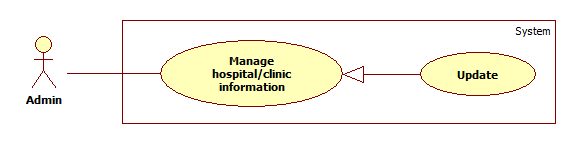 System
Admin
Manage
hospital/clinic
information
Update